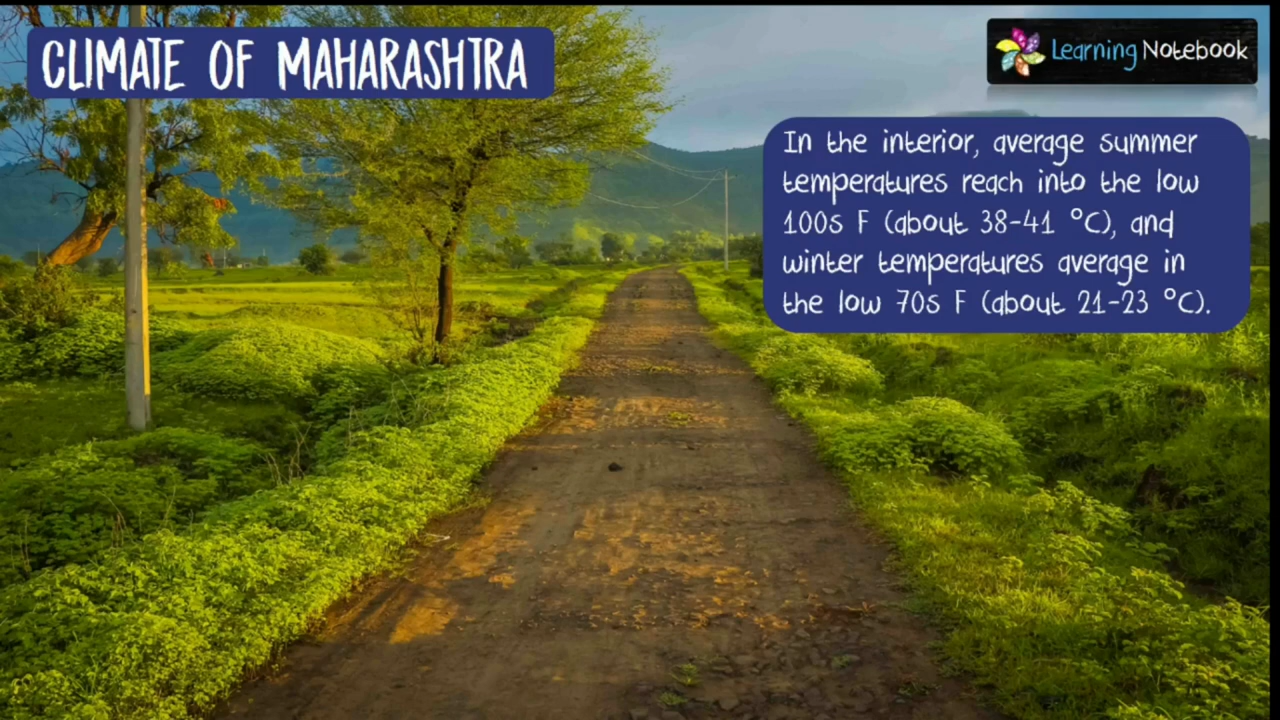 CLIMATE OF MAHARASHTRA
Learning Notebook
In the interior, average summer
temperatures reach into the low
100s F (about 38-41 °C), and
winter temperatures average in
the low 70s F (about 21-23 °C).